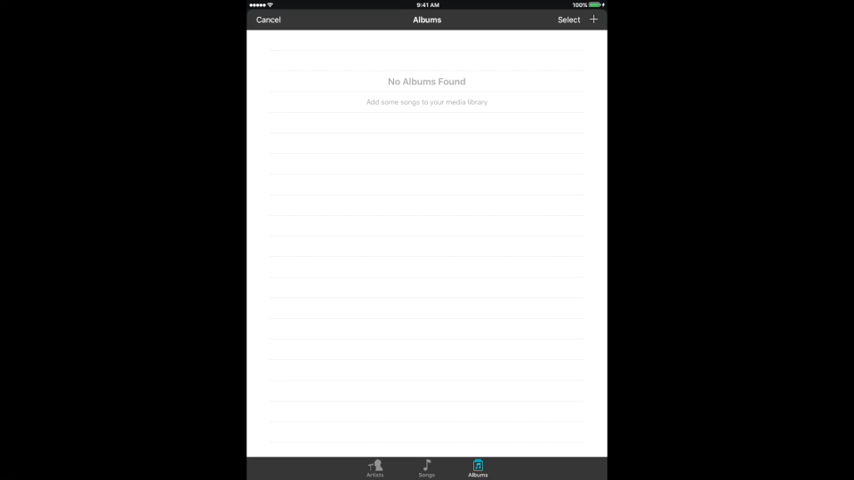 9:41 AM
100%
Cancel
Albums
Select
No Albums Found
Add some songs to your media library
Artists
Songs
Albums